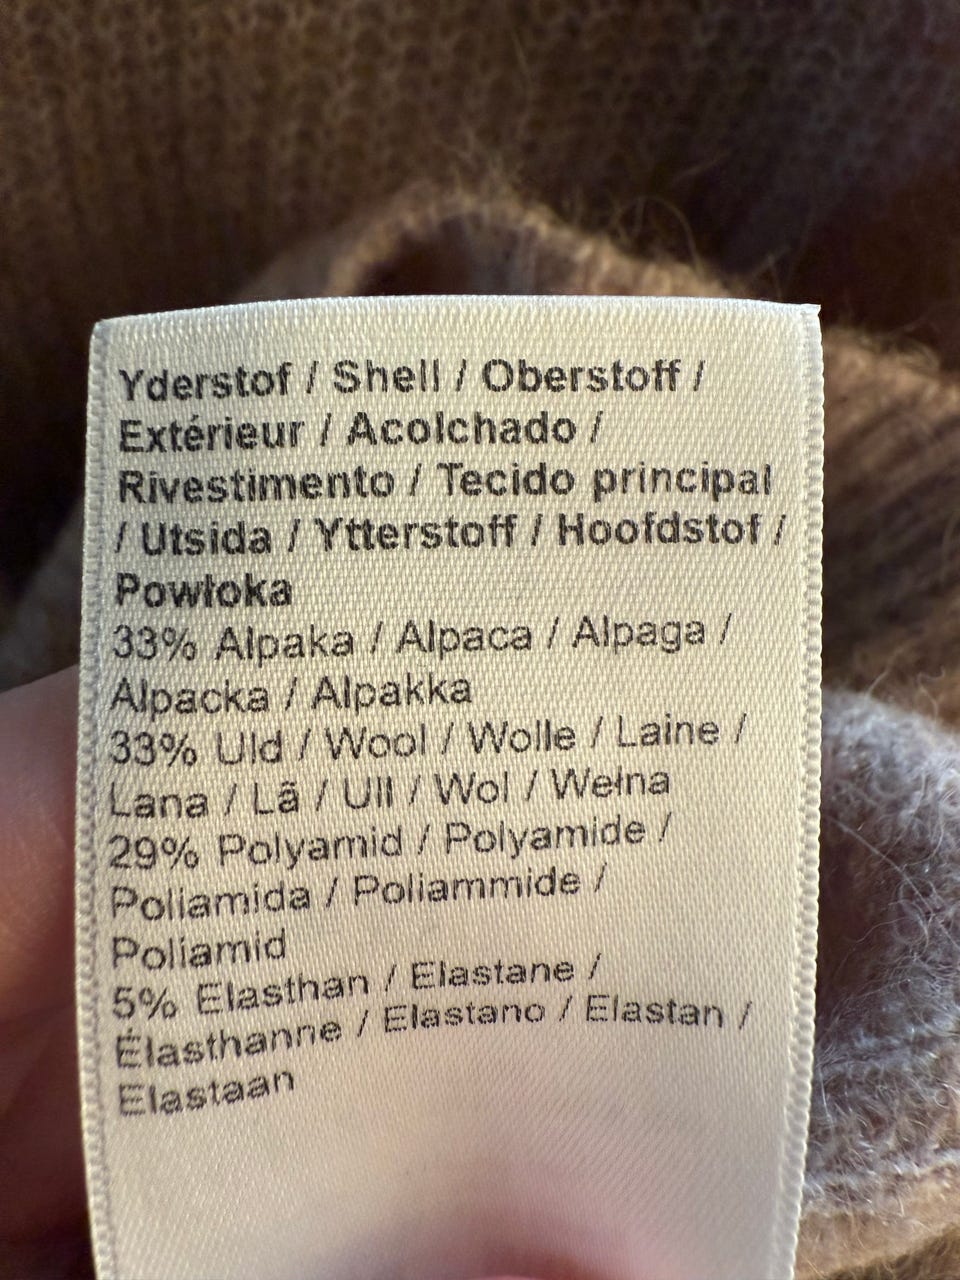 Yderstof / Shell / Oberstoff /
Extérieur / Acolchado /
Rivestimento / Tecido principal
/ Utsida / Ytterstoff / Hoofdstof /
Powłoka
33% Alpaka / Alpaca / Alpaga /
Alpacka / Alpakka
33% Uld / Wool / Wolle / Laine /
Lana / Lã / Ull / Wol / Wełna
29% Polyamid / Polyamide /
Poliamida / Poliammide /
Poliamid
5% Elasthan / Elastane /
Élasthanne / Elastano / Elastan /
Elastaan